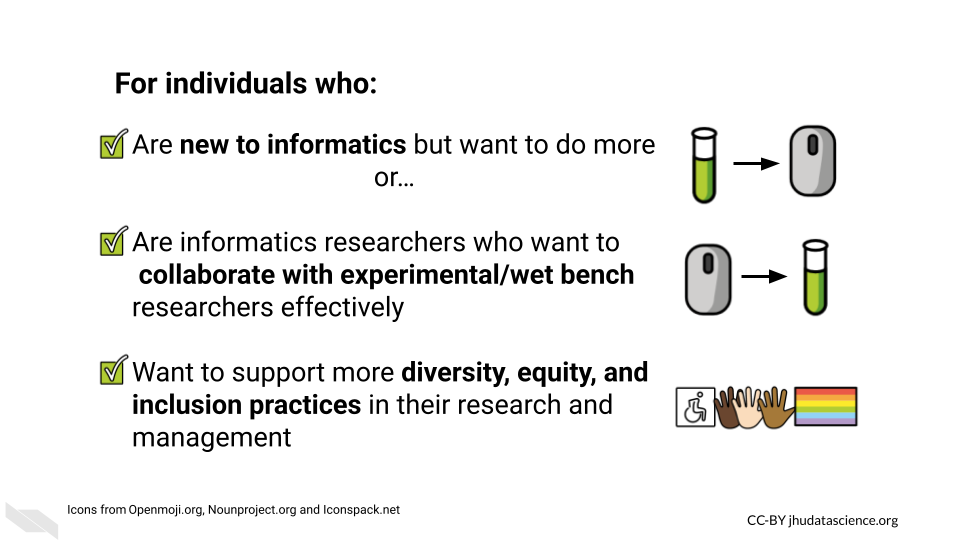 For individuals who:
Are new to informatics but want to do more
or...
Are informatics researchers who want to
collaborate with experimental/wet bench
researchers effectively
Want to support more diversity, equity, and
inclusion practices in their research and
management
Icons from Openmoji.org, Nounproject.org and Iconspack.net
CC-BY jhudatascience.org